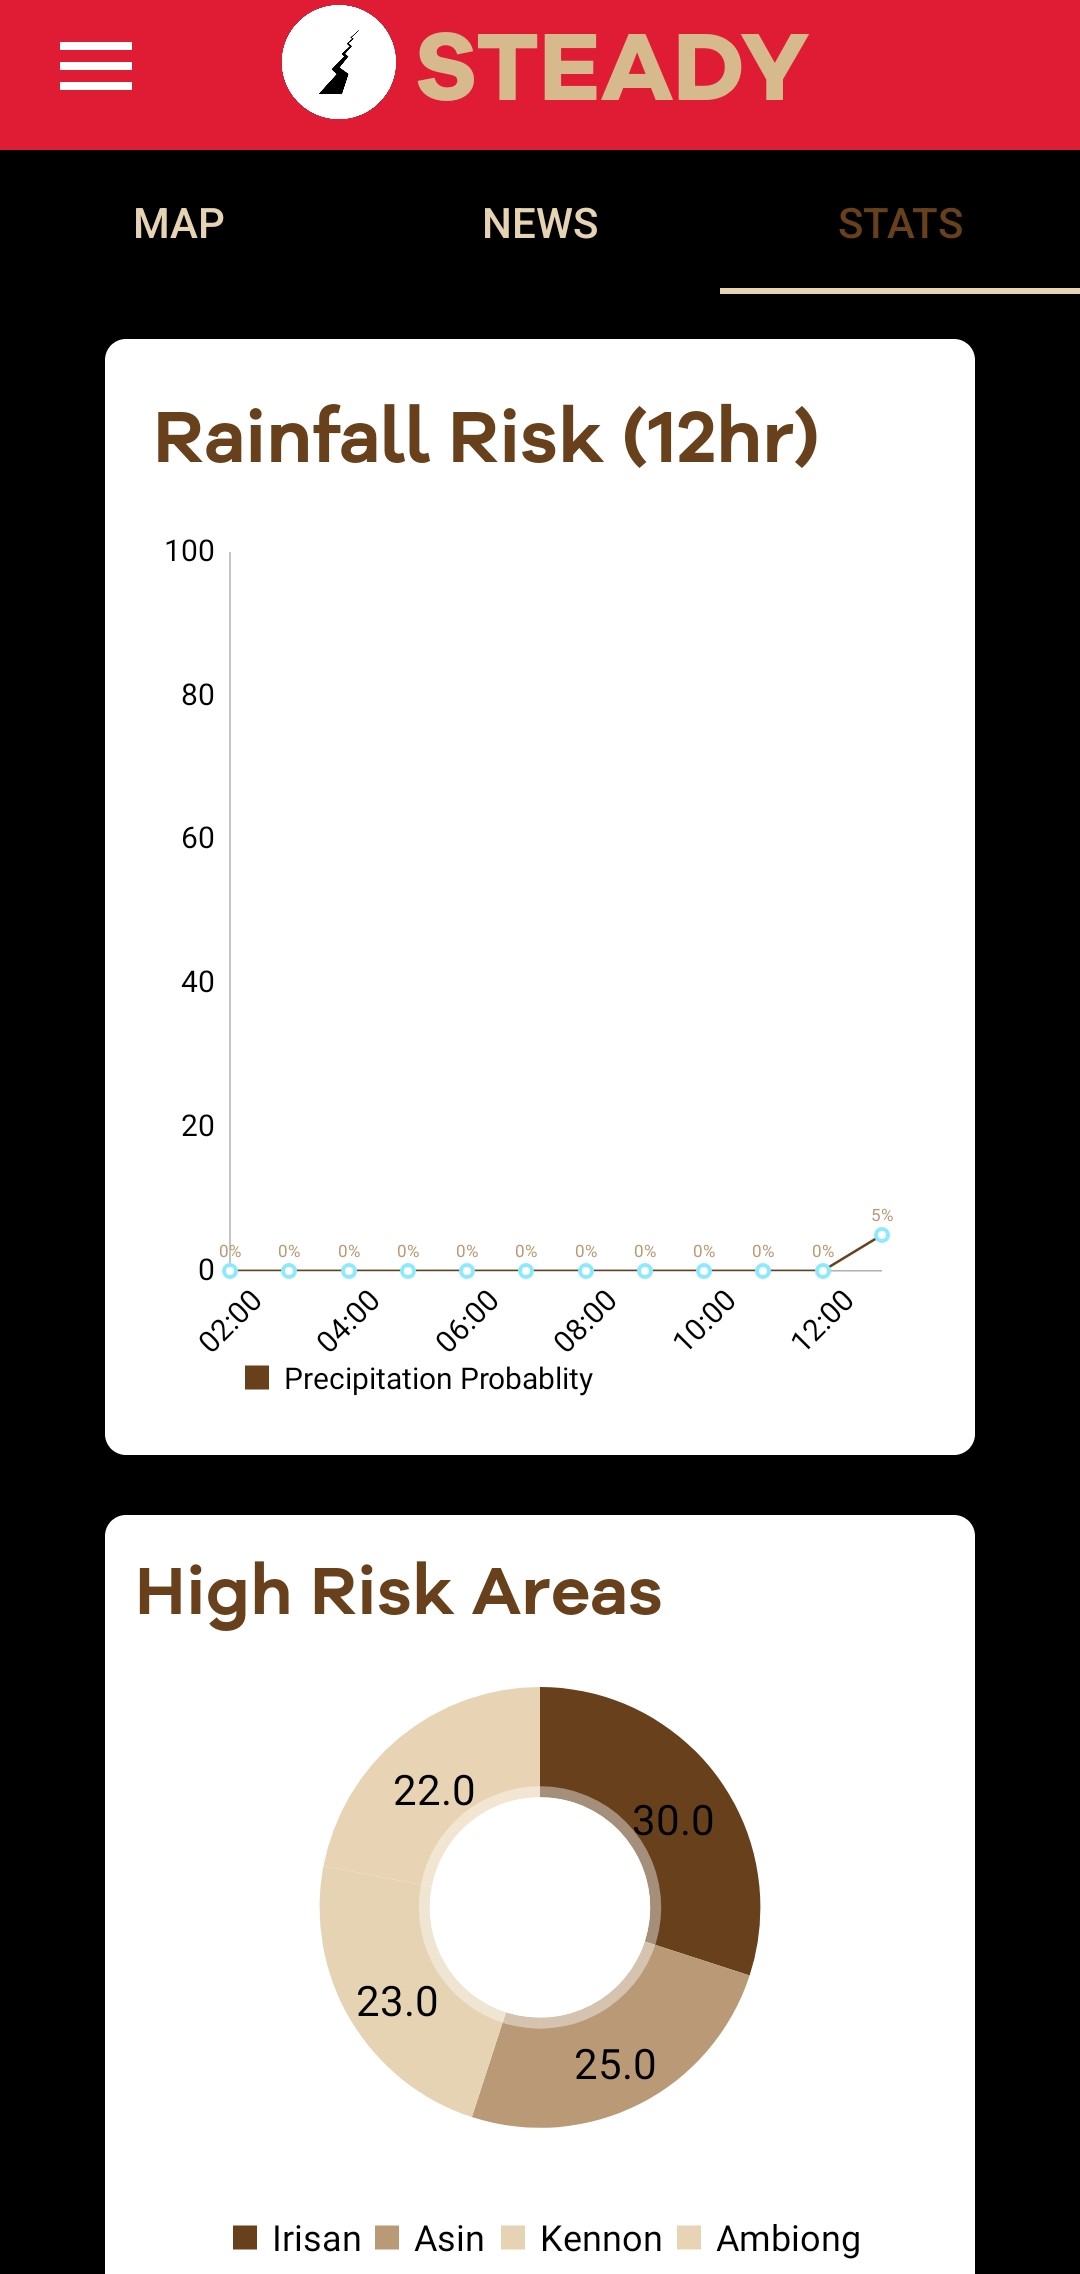 STEADY
MAP NEWS STATS
Rainfall Risk (12hr)
100
80
60
40
20
5%
0% 0% 0% 0% 0% 0% 0% 0% 0% 0% 0%
0
02:00 04:00 06:00 08:00 10:00 12:00
Precipitation Probablity
High Risk Areas
22.0
30.0
23.0
25.0
Irisan Asin Kennon Ambiong